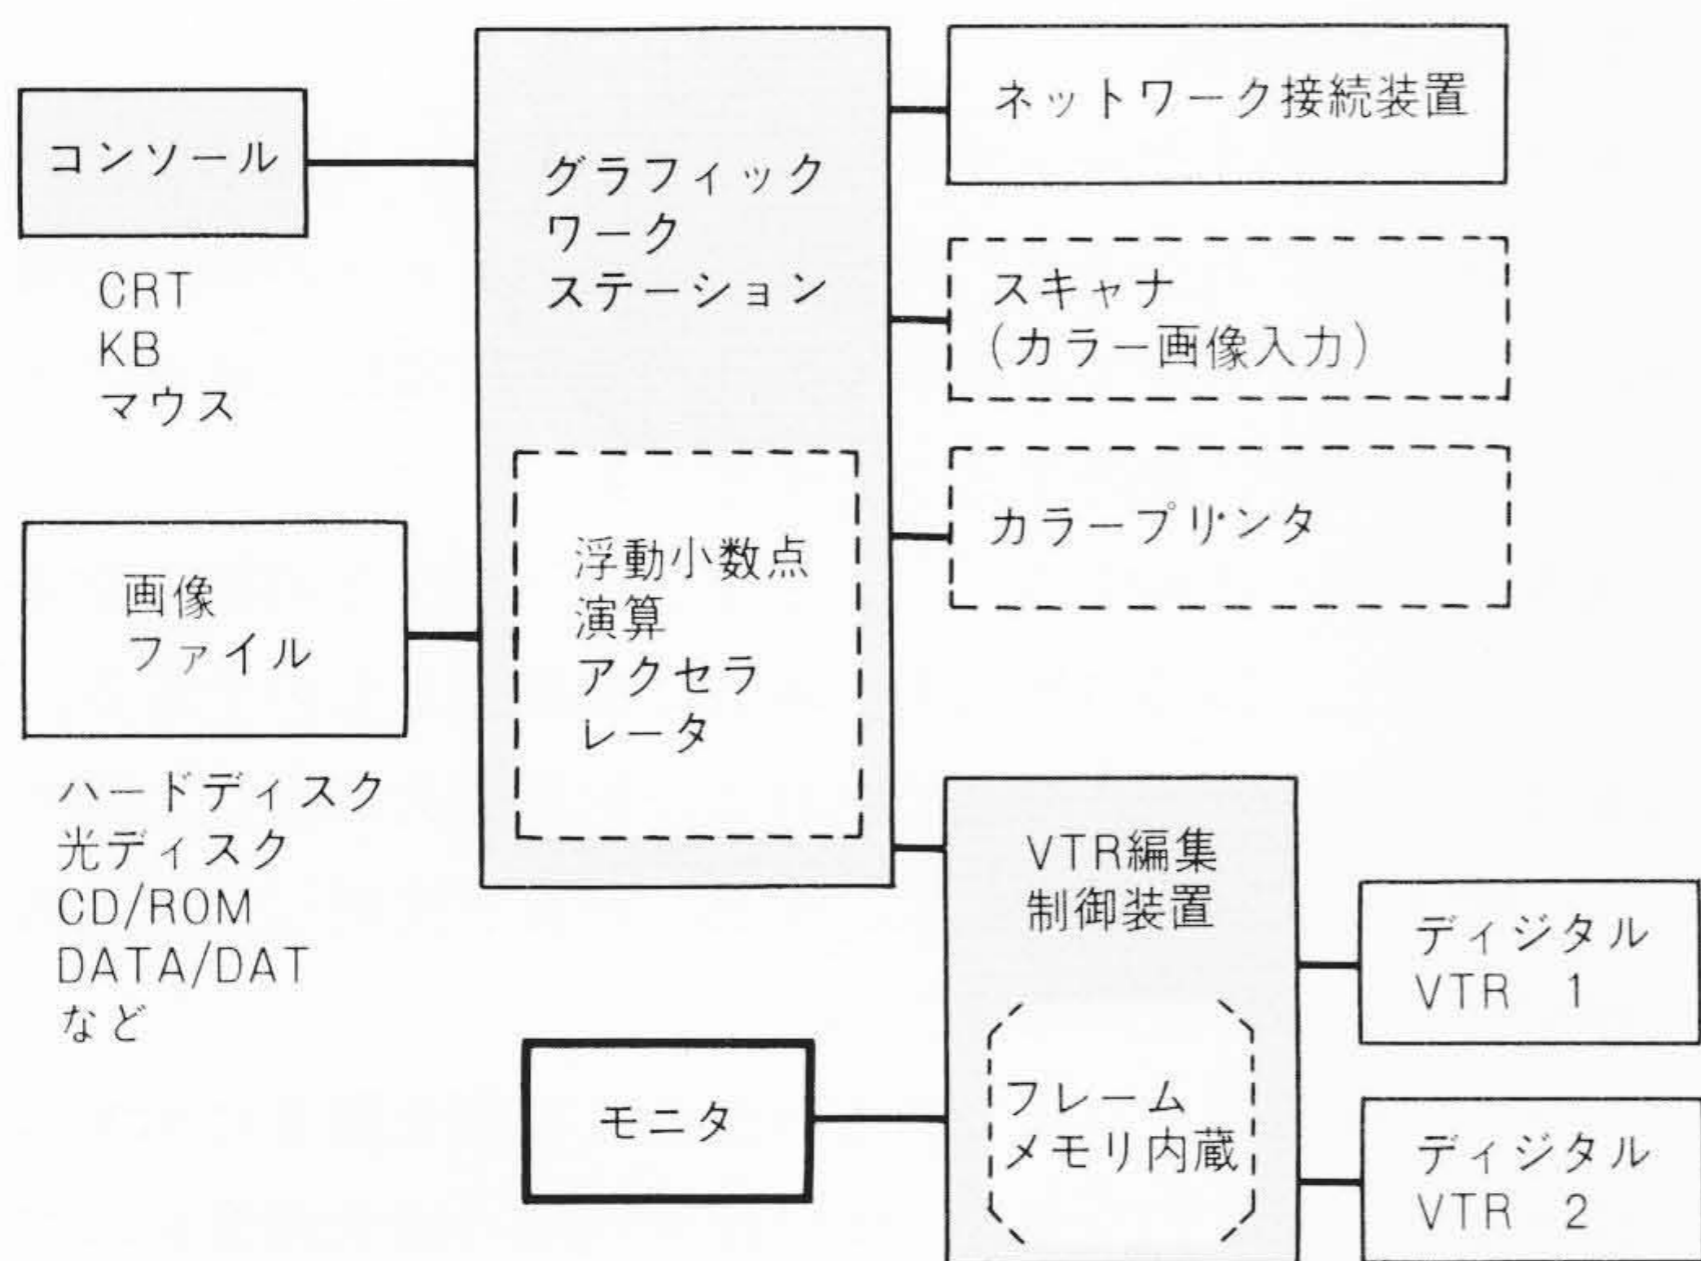 コンソール
CRT
KB
マウス
画像
ファイル
ハードディスク
光ディスク
CD/ROM
DATA/DAT
など
グラフィック
ワーク
ステーション
浮動小数点
演算
アクセラ
レータ
ネットワーク接続装置
スキャナ
(カラー画像入力)
カラープリンタ
VTR編集
制御装置
フレーム
メモリ内蔵
モニタ
ディジタル
VTR 1
ディジタル
VTR 2